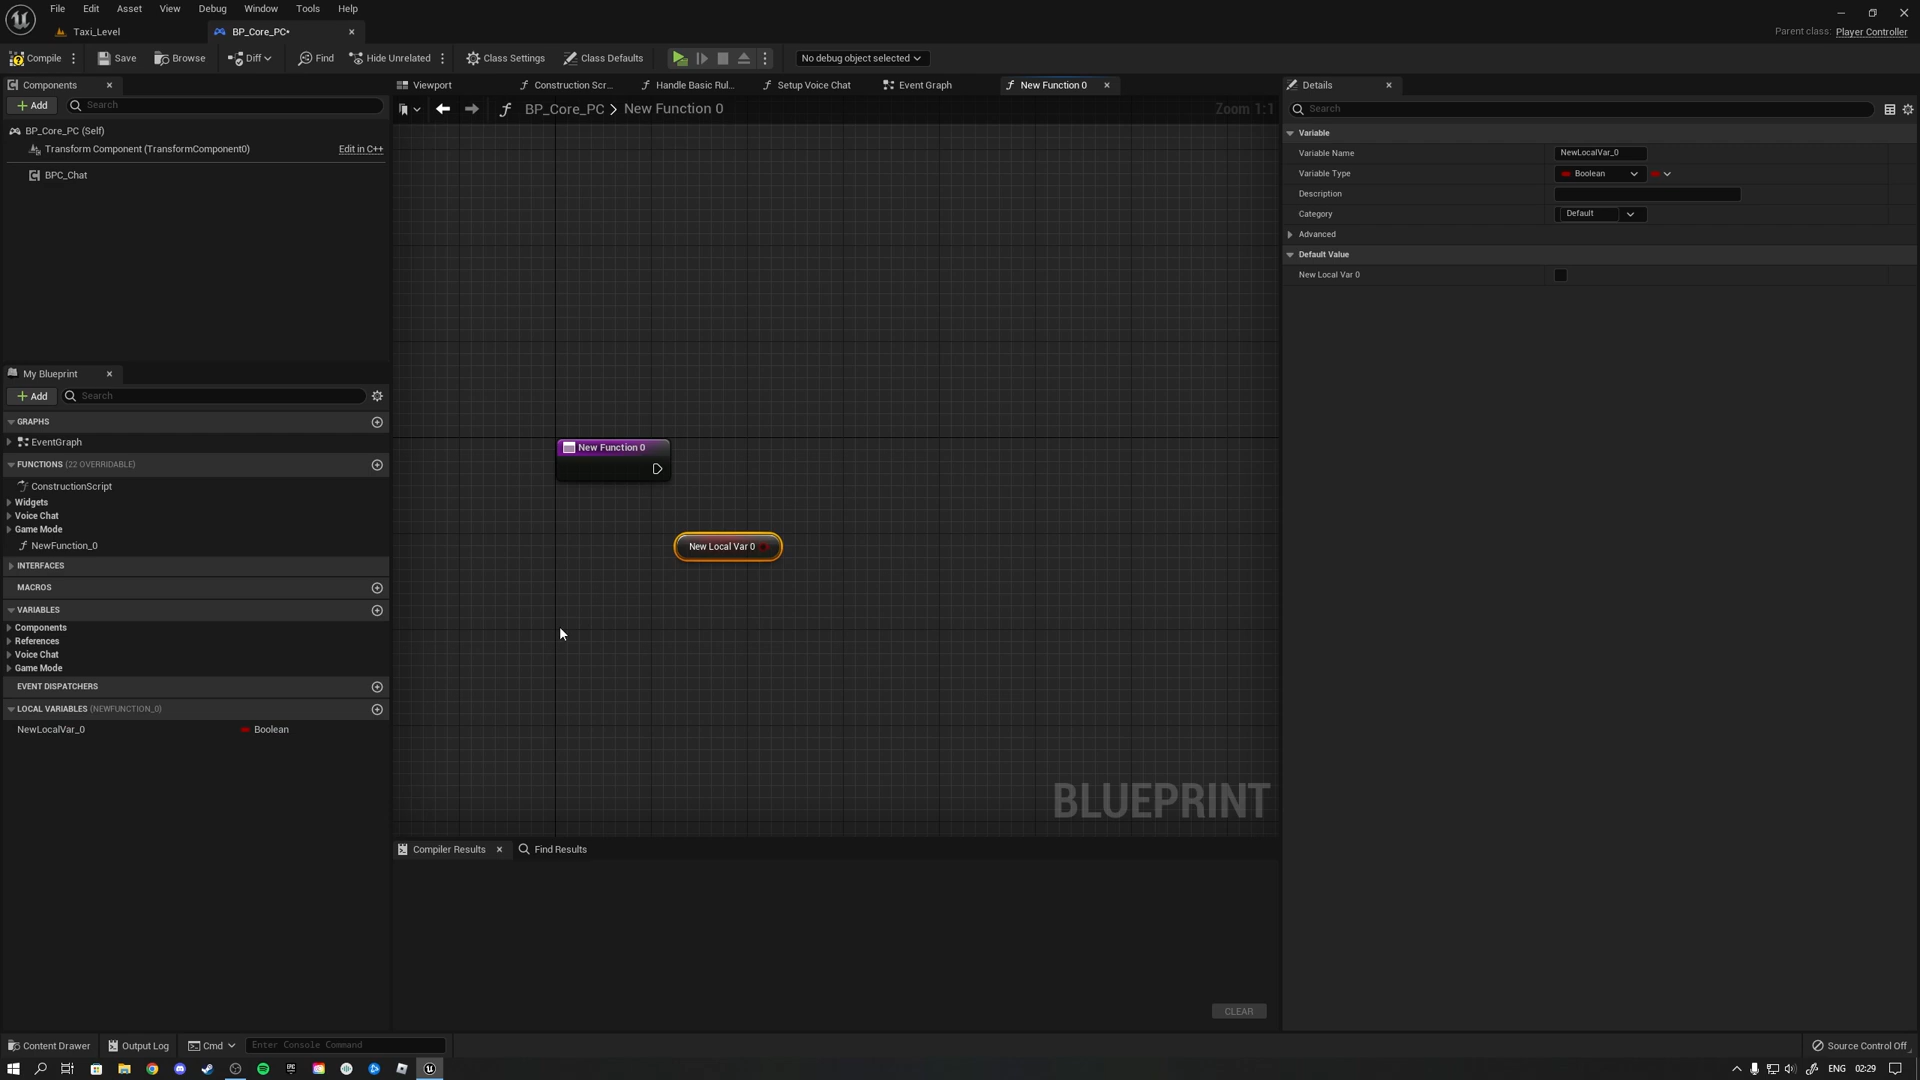 File Edit Asset View Debug Window Tools Help
Taxi_Level BP_Core_PC•
Parent class: Player Controller
Compile Save Browse Diff Find Hide Unrelated Class Settings Class Defaults No debug object selected
Components
Add Search
BP_Core_PC (Self)
Transform Component (TransformComponent0) Edit in C++
BPC_Chat
My Blueprint
Add Search
GRAPHS
EventGraph
FUNCTIONS (22 OVERRIDABLE)
ConstructionScript
Widgets
Voice Chat
Game Mode
NewFunction_0
INTERFACES
MACROS
VARIABLES
Components
References
Voice Chat
Game Mode
EVENT DISPATCHERS
LOCAL VARIABLES (NEWFUNCTION_0)
NewLocalVar_0 Boolean
Viewport Construction Scr... Handle Basic Rul... Setup Voice Chat Event Graph New Function 0
BP_Core_PC > New Function 0 Zoom 1:1
New Function 0
New Local Var 0
BLUEPRINT
Compiler Results Find Results
CLEAR
Details
Search
Variable
Variable Name NewLocalVar_0
Variable Type Boolean
Description
Category Default
Advanced
Default Value
New Local Var 0
Content Drawer Output Log Cmd Enter Console Command Source Control Off
ENG 02:29